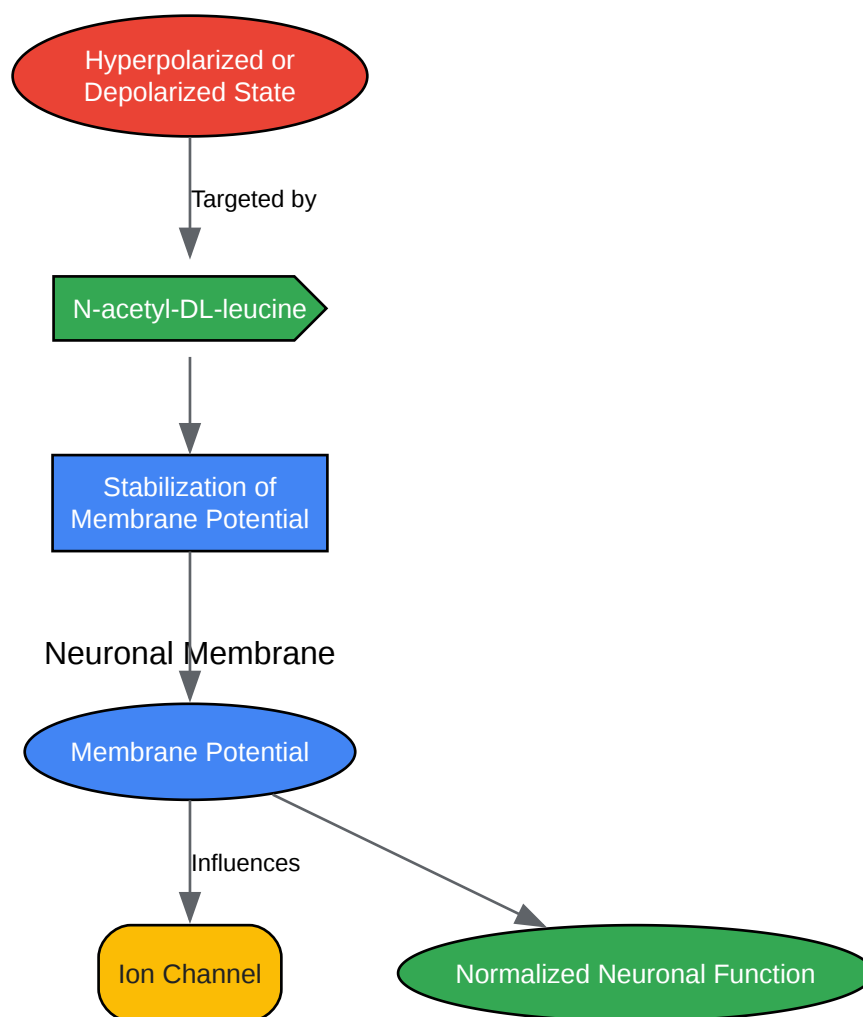 Hyperpolarized or
Depolarized State
Targeted by
N-acetyl-DL-leucine
Stabilization of
Membrane Potential
Neuronal Membrane
Membrane Potential
Influences
Ion Channel
Normalized Neuronal Function